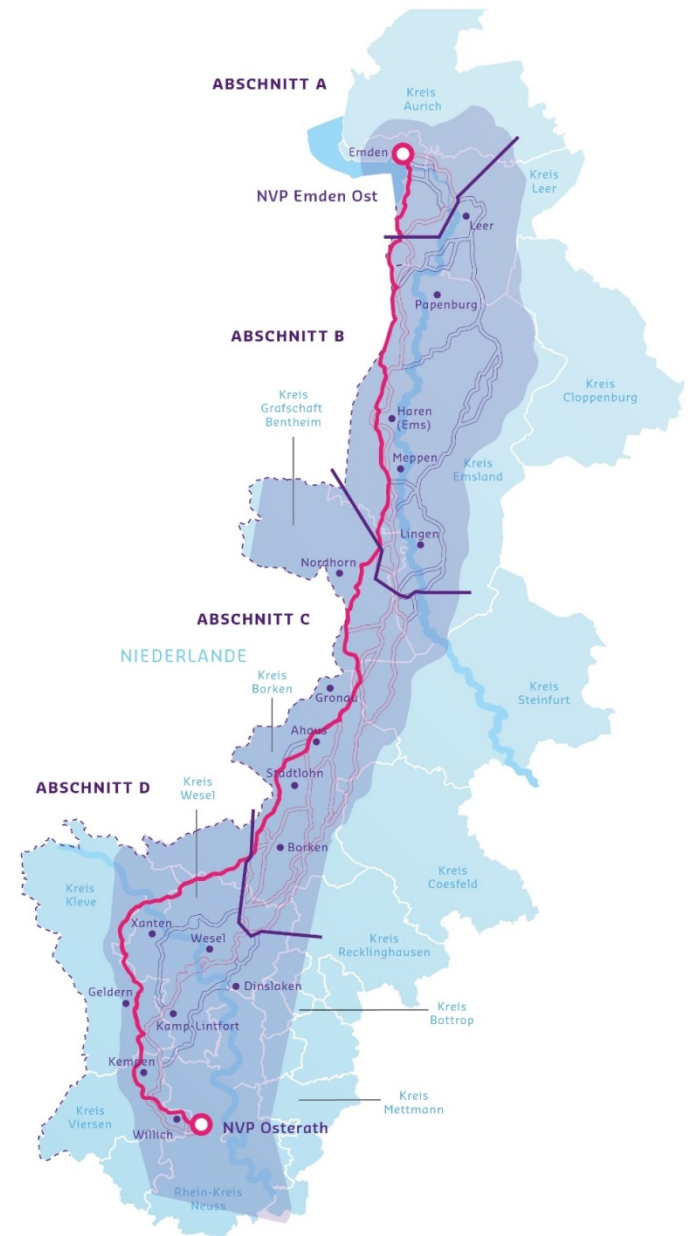 ABSCHNITT A
Kreis
Aurich
Emden
Kreis
Leer
NVP Emden Ost
Leer
Papenburg
ABSCHNITT B
Kreis
Cloppenburg
Kreis
Grafschaft
Bentheim
Haren
(Ems)
Meppen
Kreis
Emsland
Lingen
Nordhorn
ABSCHNITT C
NIEDERLANDE
Kreis
Borken
Gronau
Kreis
Steinfurt
Ahaus
Stadtlohn
ABSCHNITT D
Kreis
Wesel
Borken
Kreis
Coesfeld
Kreis
Kleve
Xanten
Wesel
Kreis
Recklinghausen
Dinslaken
Geldern
Kreis
Bottrop
Kamp-Lintfort
Kempen
Kreis
Mettmann
Kreis
Viersen
Willich
NVP Osterath
Rhein-Kreis
Neuss